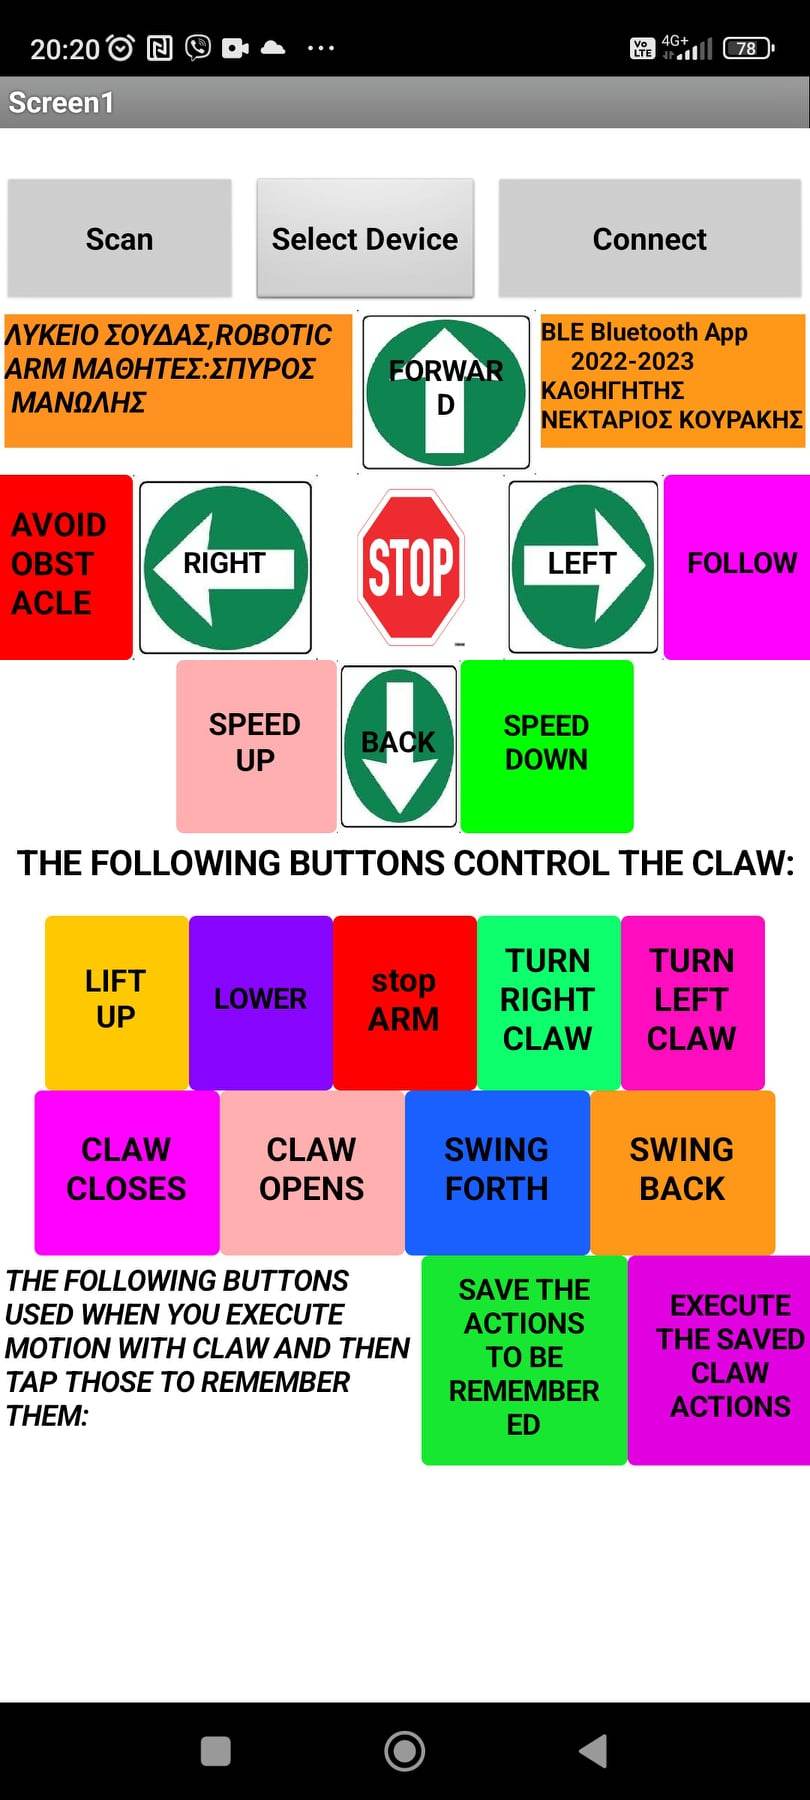 20:20
Vo LTE 4G+ 78
Screen1
Scan
Select Device
Connect
ΛΥΚΕΙΟ ΣΟΥΔΑΣ,ROBOTIC
ARM ΜΑΘΗΤΕΣ:ΣΠΥΡΟΣ
ΜΑΝΩΛΗΣ
FORWAR
D
BLE Bluetooth App
2022-2023
ΚΑΘΗΓΗΤΗΣ
ΝΕΚΤΑΡΙΟΣ ΚΟΥΡΑΚΗΣ
AVOID
OBST
ACLE
RIGHT
STOP
LEFT
FOLLOW
SPEED
UP
BACK
SPEED
DOWN
THE FOLLOWING BUTTONS CONTROL THE CLAW:
LIFT
UP
LOWER
stop
ARM
TURN
RIGHT
CLAW
TURN
LEFT
CLAW
CLAW
CLOSES
CLAW
OPENS
SWING
FORTH
SWING
BACK
THE FOLLOWING BUTTONS
USED WHEN YOU EXECUTE
MOTION WITH CLAW AND THEN
TAP THOSE TO REMEMBER
THEM:
SAVE THE
ACTIONS
TO BE
REMEMBER
ED
EXECUTE
THE SAVED
CLAW
ACTIONS